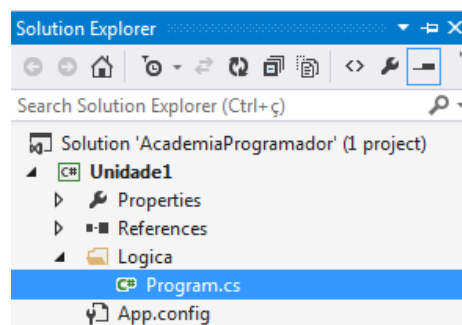 Solution Explorer
Search Solution Explorer (Ctrl+ç)
Solution 'AcademiaProgramador' (1 project)
C# Unidade1
Properties
References
Logica
C# Program.cs
App.config